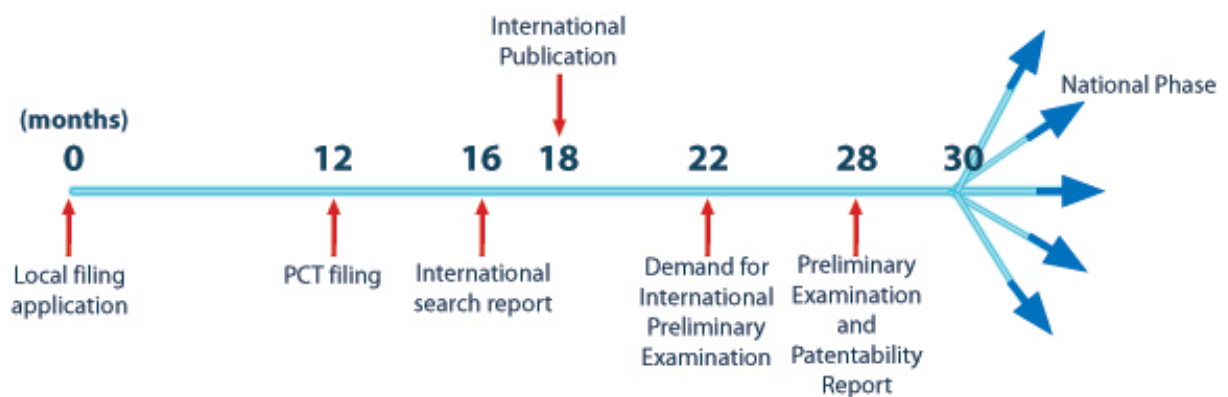 International
Publication
National Phase
(months)
0 12 16 18 22 28 30
Local filing
application
PCT filing
International
search report
Demand for
International
Preliminary
Examination
Preliminary
Examination
and
Patentability
Report